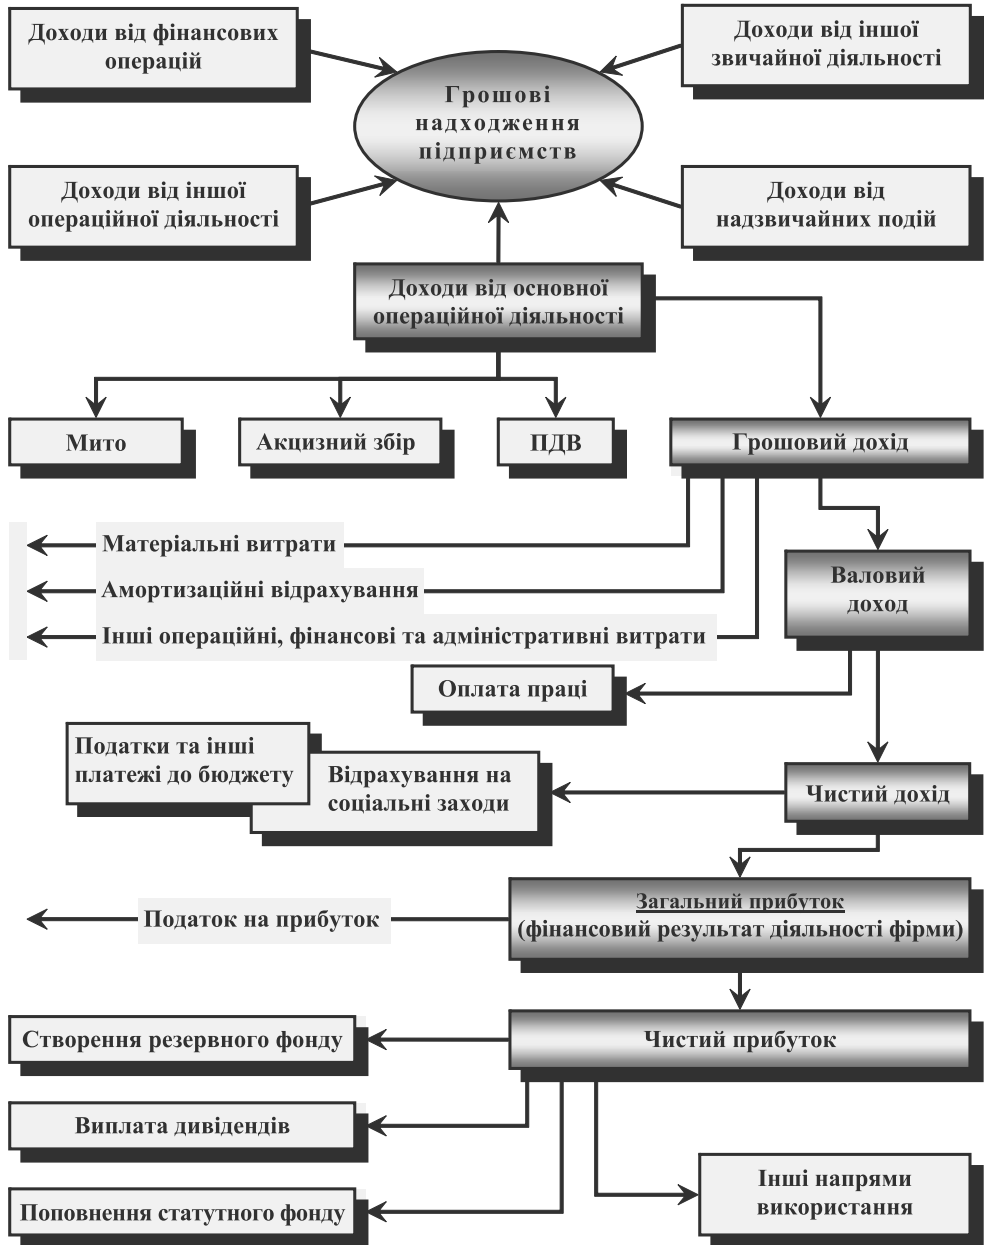 Доходи від фінансових
операцій
Доходи від іншої
звичайної діяльності
Грошові
надходження
підприємств
Доходи від іншої
операційної діяльності
Доходи від
надзвичайних подій
Доходи від основної
операційної діяльності
Мито
Акцизний збір
ПДВ
Грошовий дохід
Матеріальні витрати
Амортизаційні відрахування
Інші операційні, фінансові та адміністративні витрати
Валовий
доход
Оплата праці
Податки та інші
платежі до бюджету
Відрахування на
соціальні заходи
Чистий дохід
Загальний прибуток
(фінансовий результат діяльності фірми)
Податок на прибуток
Створення резервного фонду
Чистий прибуток
Виплата дивідендів
Поповнення статутного фонду
Інші напрями
використання